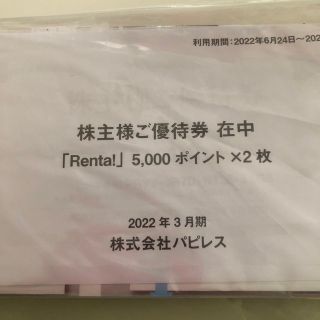 利用期間:2022年6月24日〜202
株主様ご優待券 在中
「Renta!」 5,000 ポイント ×2 枚
2022 年 3 月期
株式会社パピレス